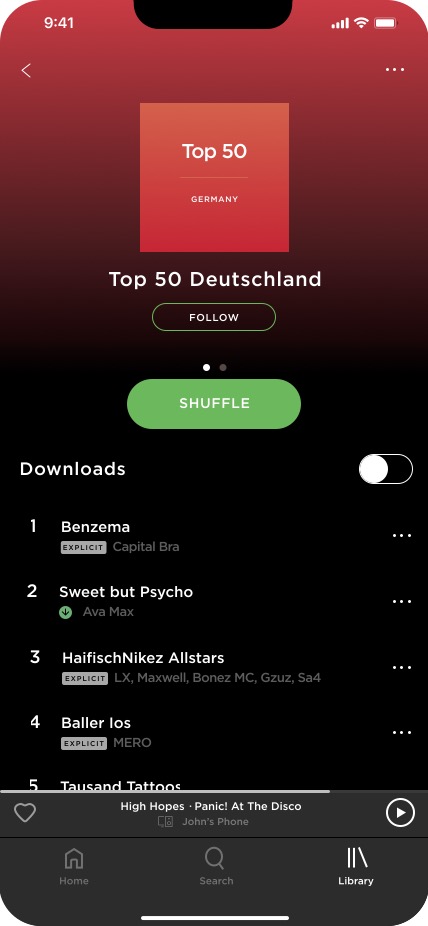 9:41
Top 50
GERMANY
Top 50 Deutschland
FOLLOW
SHUFFLE
Downloads
1 Benzema
EXPLICIT Capital Bra
2 Sweet but Psycho
Ava Max
3 HaifischNikez Allstars
EXPLICIT LX, Maxwell, Bonez MC, Gzuz, Sa4
4 Baller los
EXPLICIT MERO
5 Tausand Tattoos
High Hopes · Panic! At The Disco
John's Phone
Home Search Library